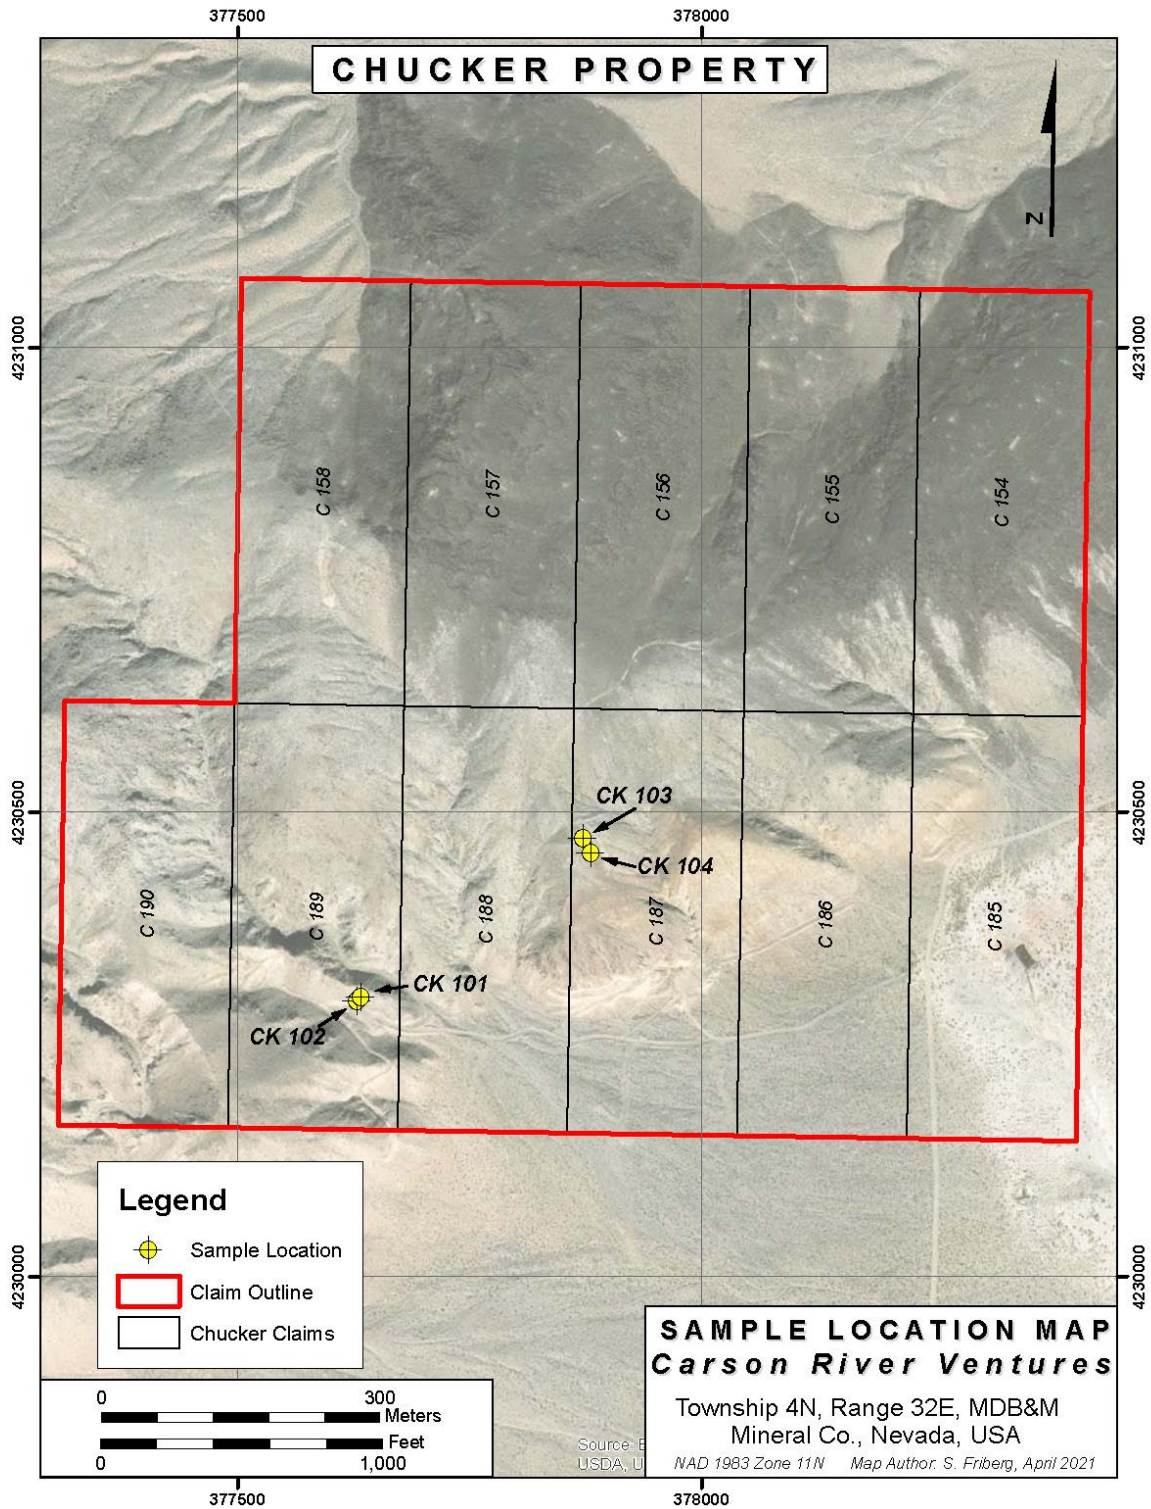 377500
378000
CHUCKER PROPERTY
N
4231000
4231000
C 158
C 157
C 156
C 155
C 154
4230500
4230500
CK 103
CK 104
C 190
C 189
C 188
C 187
C 186
C 185
CK 101
CK 102
Legend
Sample Location
Claim Outline
Chucker Claims
4230000
4230000
SAMPLE LOCATION MAP
Carson River Ventures
Township 4N, Range 32E, MDB&M
Mineral Co., Nevada, USA
NAD 1983 Zone 11N Map Author: S. Friberg, April 2021
0 300
Meters
Feet
0 1,000
Source:
USDA,
377500
378000